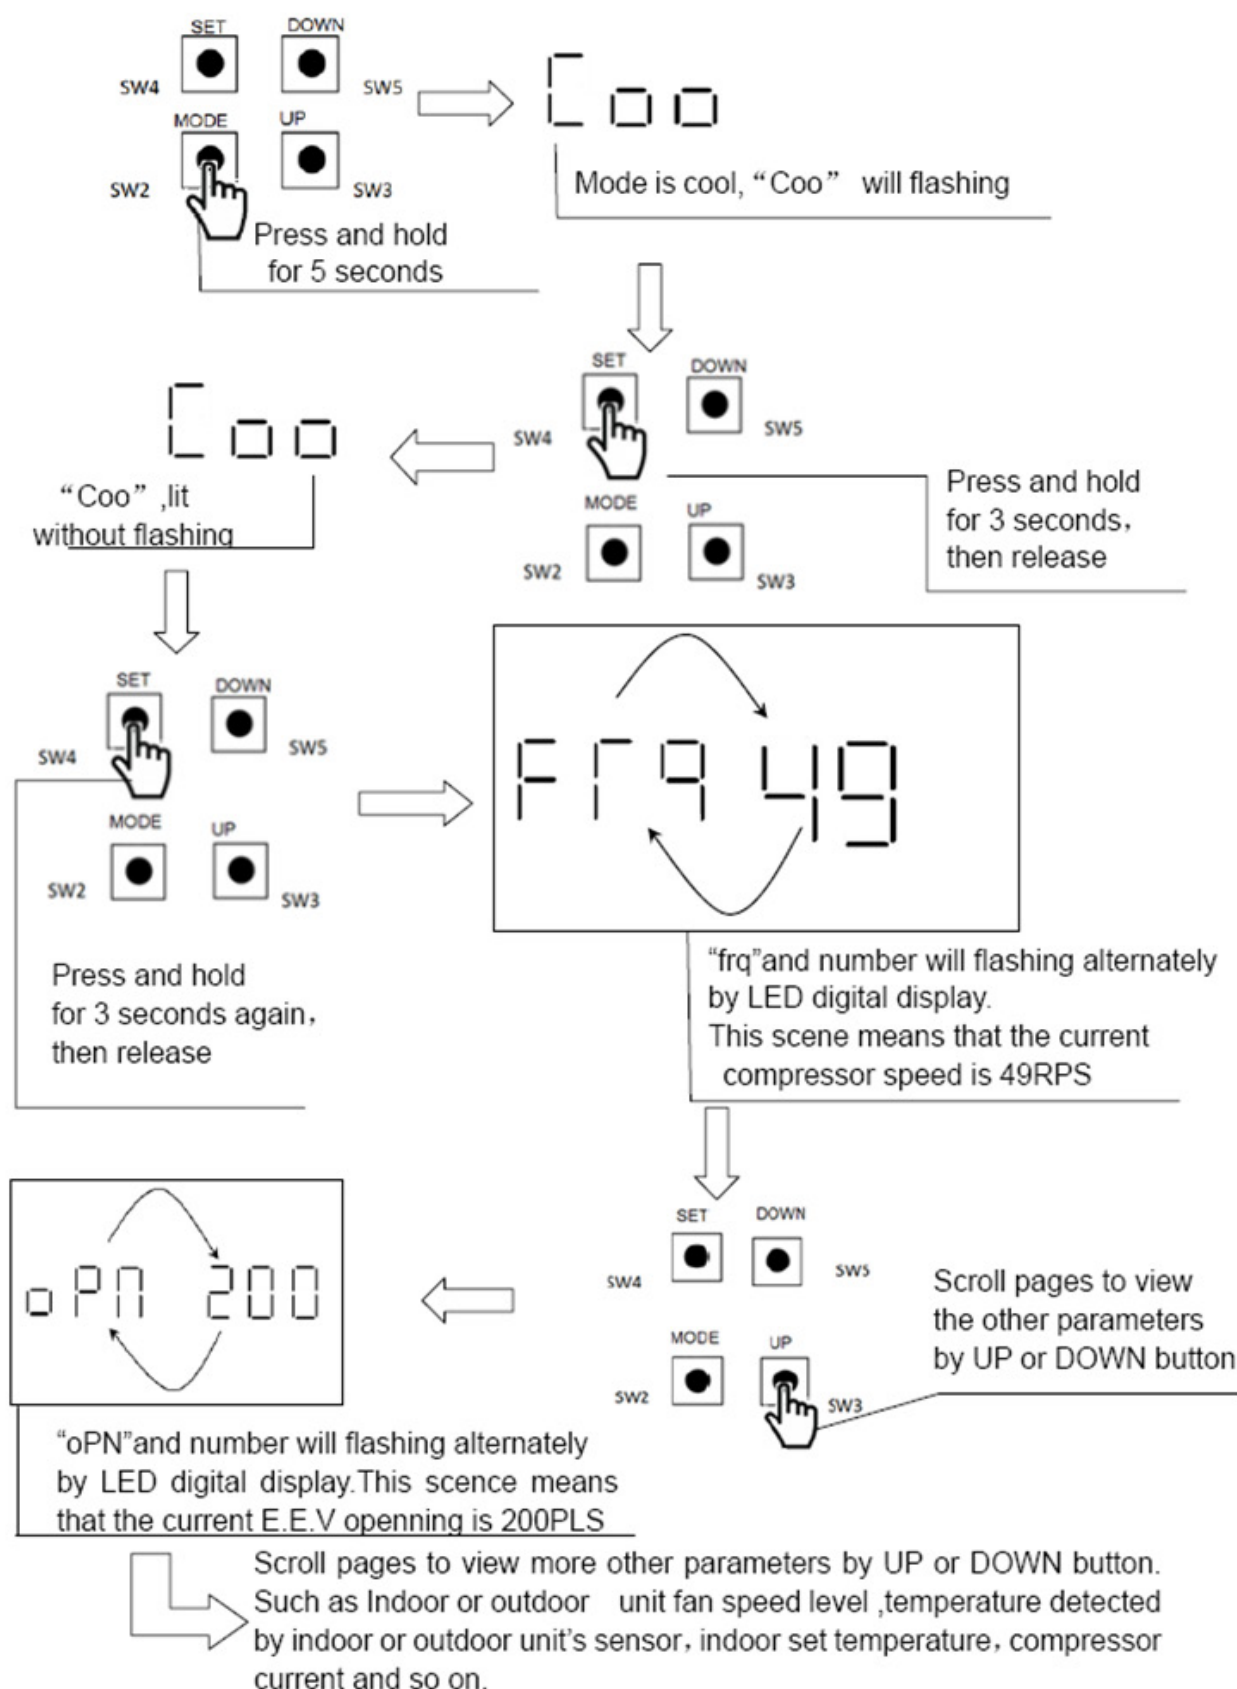 SET DOWN
SW4 SW5
MODE UP
SW2 SW3
Press and hold
for 5 seconds
Coo
Mode is cool, “Coo” will flashing
SET DOWN
SW4 SW5
MODE UP
SW2 SW3
Press and hold
for 3 seconds,
then release
Coo
“Coo” ,lit
without flashing
SET DOWN
SW4 SW5
MODE UP
SW2 SW3
Press and hold
for 3 seconds again,
then release
Frq 49
“frq”and number will flashing alternately
by LED digital display.
This scene means that the current
compressor speed is 49RPS
SET DOWN
SW4 SW5
MODE UP
SW2 SW3
Scroll pages to view
the other parameters
by UP or DOWN button
oPN 200
“oPN”and number will flashing alternately
by LED digital display.This scence means
that the current E.E.V openning is 200PLS
Scroll pages to view more other parameters by UP or DOWN button.
Such as Indoor or outdoor unit fan speed level ,temperature detected
by indoor or outdoor unit's sensor, indoor set temperature, compressor
current and so on.